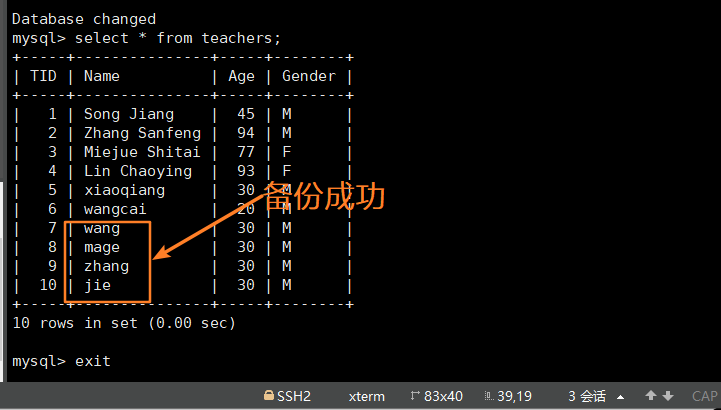 Database changed
mysql> select * from teachers;
+-----+---------------+-----+--------+
| TID | Name          | Age | Gender |
+-----+---------------+-----+--------+
|   1 | Song Jiang    |  45 | M      |
|   2 | Zhang Sanfeng |  94 | M      |
|   3 | Miejue Shitai |  77 | F      |
|   4 | Lin Chaoying  |  93 | F      |
|   5 | xiaoqiang     |  30 | M      |
|   6 | wangcai       |  20 | M      |
|   7 | wang          |  30 | M      |
|   8 | mage          |  30 | M      |
|   9 | zhang         |  30 | M      |
|  10 | jie           |  30 | M      |
+-----+---------------+-----+--------+
备份成功
10 rows in set (0.00 sec)
mysql> exit
SSH2 xterm 83x40 39,19 3 会话 CAP